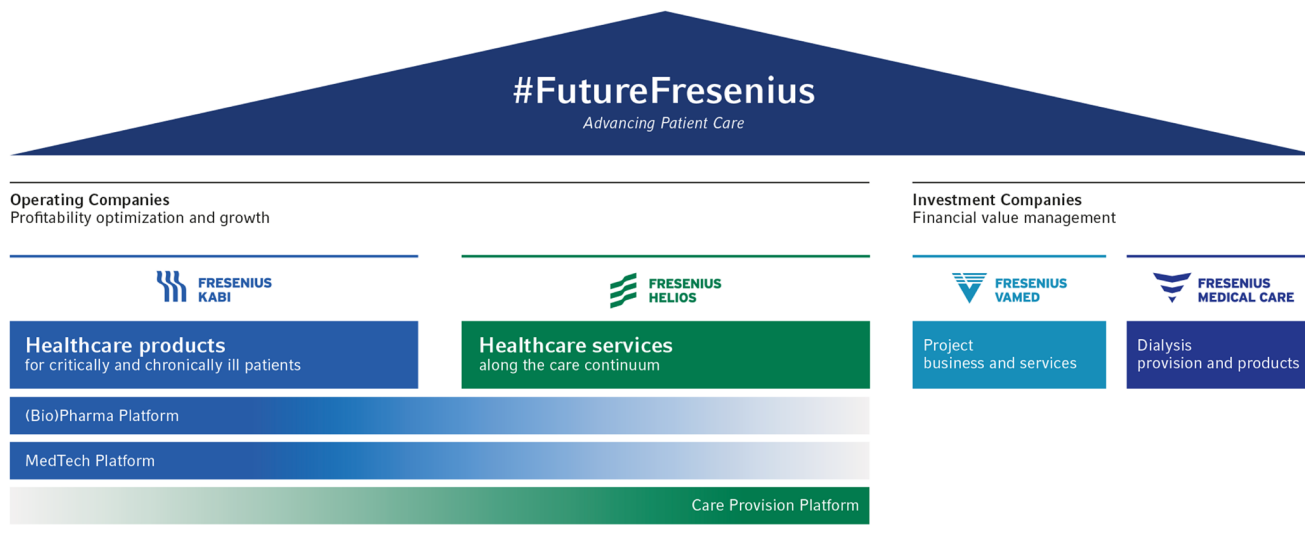 #FutureFresenius
Advancing Patient Care
Operating Companies
Profitability optimization and growth
Investment Companies
Financial value management
FRESENIUS
KABI
FRESENIUS
HELIOS
FRESENIUS
VAMED
FRESENIUS
MEDICAL CARE
Healthcare products
for critically and chronically ill patients
Healthcare services
along the care continuum
Project
business and services
Dialysis
provision and products
(Bio)Pharma Platform
MedTech Platform
Care Provision Platform